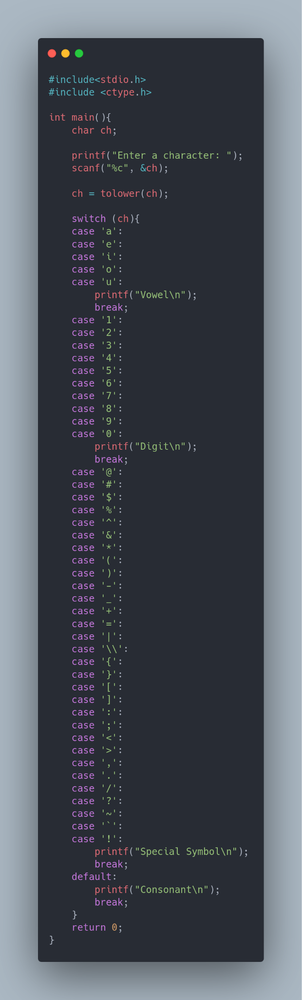 #include<stdio.h>
#include <ctype.h>

int main(){
    char ch;

    printf("Enter a character: ");
    scanf("%c", &ch);

    ch = tolower(ch);

    switch (ch){
    case 'a':
    case 'e':
    case 'i':
    case 'o':
    case 'u':
        printf("Vowel\n");
        break;
    case '1':
    case '2':
    case '3':
    case '4':
    case '5':
    case '6':
    case '7':
    case '8':
    case '9':
    case '0':
        printf("Digit\n");
        break;
    case '@':
    case '#':
    case '$':
    case '%':
    case '^':
    case '&':
    case '*':
    case '(':
    case ')':
    case '-':
    case '_':
    case '+':
    case '=':
    case '|':
    case '\\':
    case '{':
    case '}':
    case '[':
    case ']':
    case ':':
    case ';':
    case '<':
    case '>':
    case ',':
    case '.':
    case '/':
    case '?':
    case '~':
    case '`':
    case '!':
        printf("Special Symbol\n");
        break;
    default:
        printf("Consonant\n");
        break;
    }
    return 0;
}